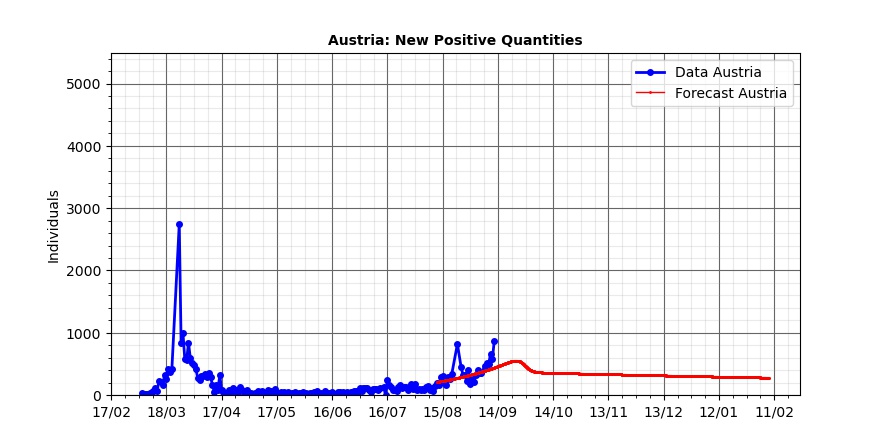 Austria: New Positive Quantities
Data Austria
Forecast Austria
Individuals
5000
4000
3000
2000
1000
0
17/02 18/03 17/04 17/05 16/06 16/07 15/08 14/09 14/10 13/11 13/12 12/01 11/02